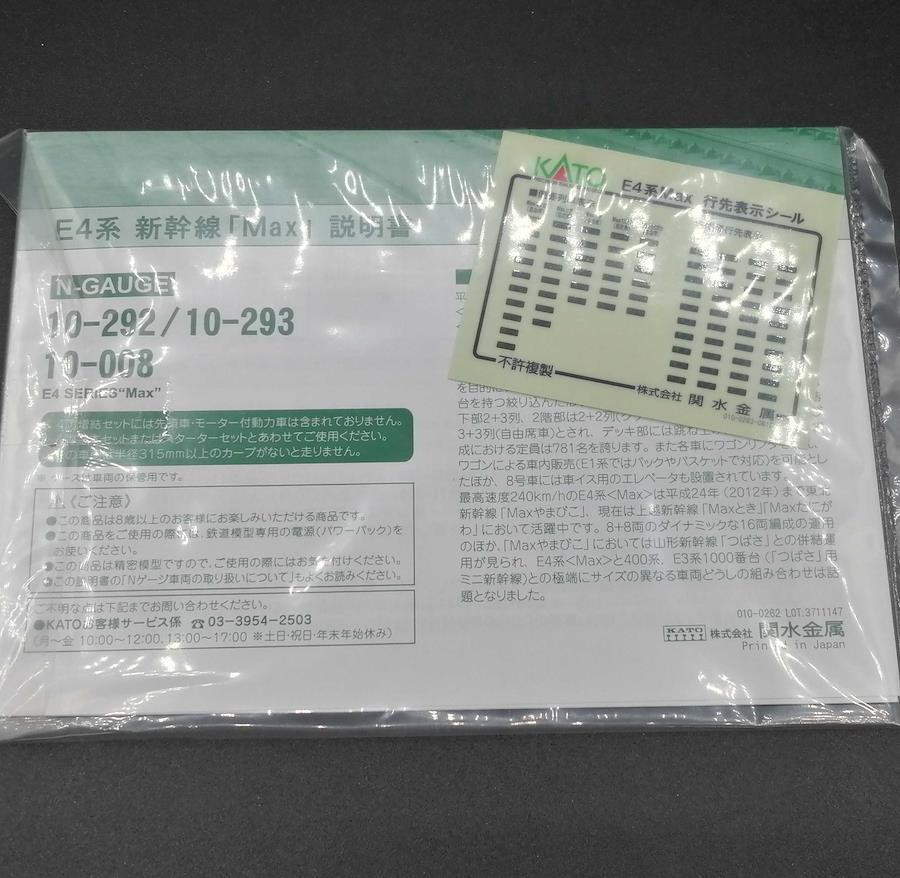 E4系 新幹線「Max」 説明書
N-GAUGE
10-292/10-293
10-008
E4 SERIES“Max”
増結セットには先頭車・モーター付動力車は含まれておりません。
セットまたはスターターセットとあわせてご使用ください。
半径315mm以上のカーブがないと走りません。
ケースは車両の保管用です。
⚠〈ご注意〉
●この商品は8歳以上のお客様にお楽しみいただける商品です。
●この商品をご使用の際には、鉄道模型専用の電源(パワーパック)を
お使いください。
●この商品は精密模型ですので、ご使用の際にはお気を付けください。
●この説明書の「Nゲージ車両の取り扱いについて」もよくお読みください。
ご不明な点は下記までお問い合わせください。
●KATOお客様サービス係 ☎03-3954-2503
(月〜金 10:00〜12:00、13:00〜17:00 ※土日・祝日・年末年始休み)
KATO
E4系Max 行先表示シール
不許複製
株式会社 関水金属
を目的に
台を持つ絞り込んだ
下部2+3列、2階部は2+2列
3+3列(自由席車)とされ、デッキ部には
成における定員は781名を誇ります。また各車にワゴン
ワゴンによる車内販売(E1系ではパックやバスケットで対応)を可能とし
たほか、8号車には車イス用のエレベータも設置されています。
最高速度240km/hのE4系<Max>は平成24年(2012年)まで東北
新幹線「Maxやまびこ」、現在は上越新幹線「Maxとき」「Maxたにが
わ」において活躍中です。8+8両のダイナミックな16両編成の運用
のほか、「Maxやまびこ」においては山形新幹線「つばさ」との併結運
用が見られ、E4系<Max>と400系、E3系1000番台(「つばさ」用
ミニ新幹線)との極端にサイズの異なる車両どうしの組み合わせは話
題となりました。
010-0262 LOT:3711147
KATO 株式会社 関水金属
Printed in Japan